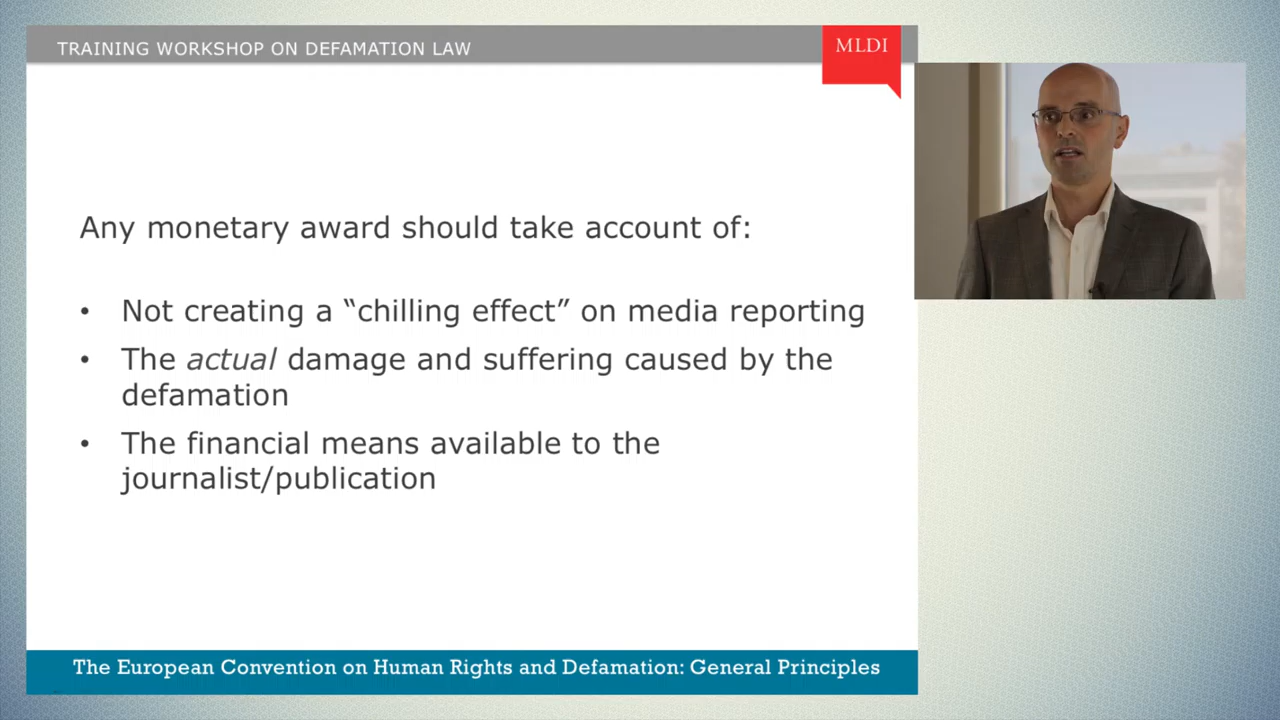 TRAINING WORKSHOP ON DEFAMATION LAW
MLDI
Any monetary award should take account of:
• Not creating a “chilling effect” on media reporting
• The actual damage and suffering caused by the
defamation
• The financial means available to the
journalist/publication
The European Convention on Human Rights and Defamation: General Principles